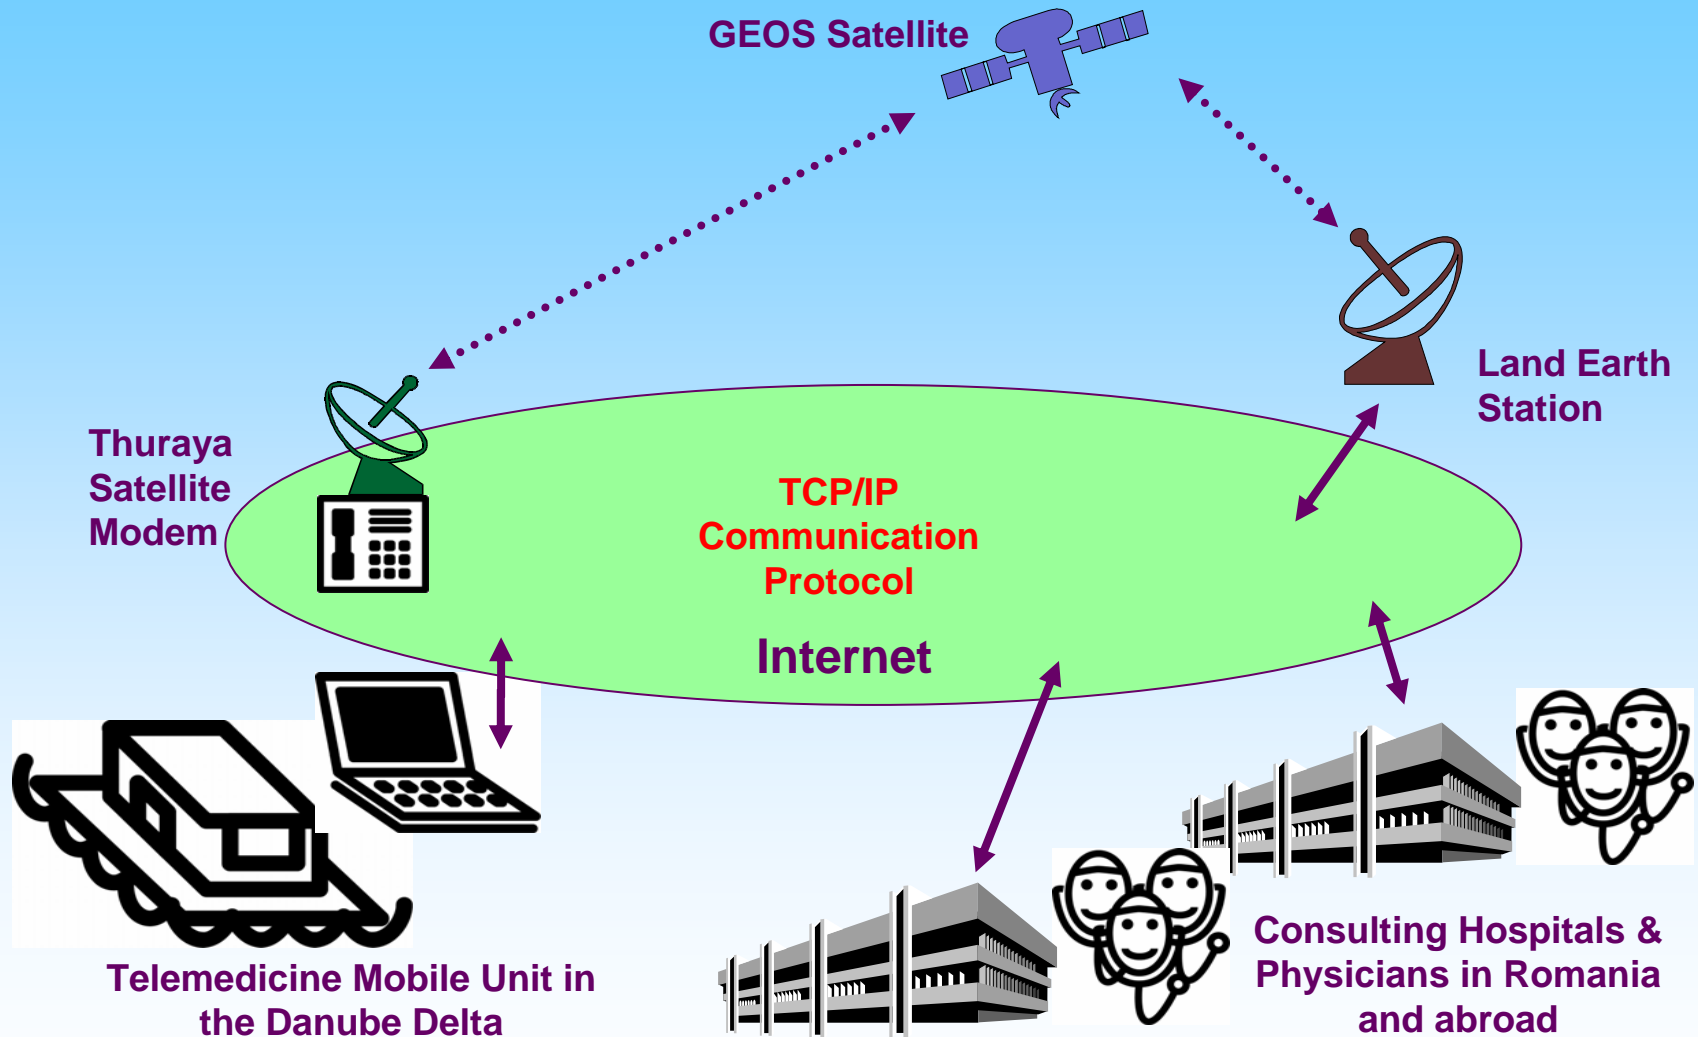 GEOS Satellite
Land Earth
Station
Thuraya
Satellite
Modem
TCP/IP
Communication
Protocol
Internet
Telemedicine Mobile Unit in
the Danube Delta
Consulting Hospitals &
Physicians in Romania
and abroad